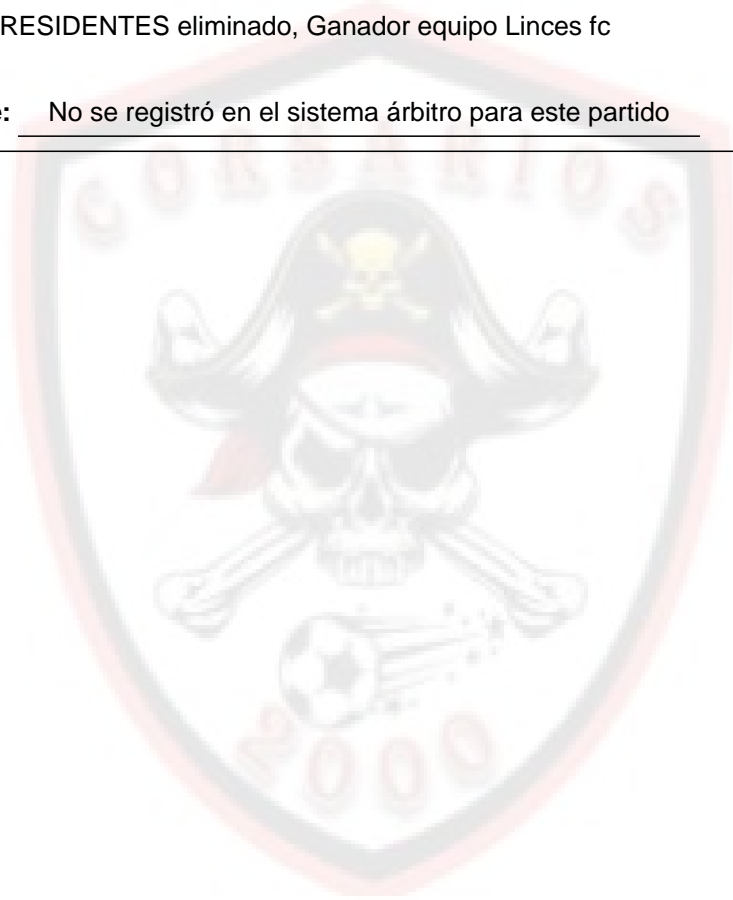 RESIDENTES eliminado, Ganador equipo Linces fc
: No se registró en el sistema árbitro para este partido
CORSARIOS
2000